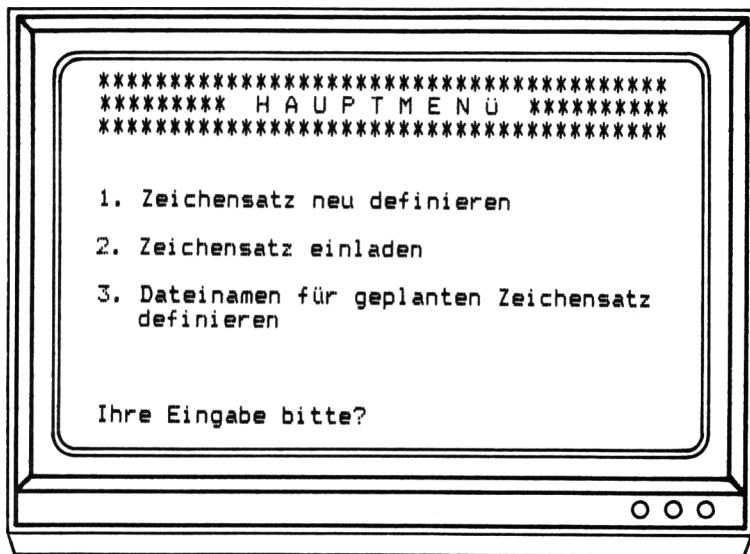 ****************************************
*********  H A U P T M E N Ü  **********
****************************************
1. Zeichensatz neu definieren
2. Zeichensatz einladen
3. Dateinamen für geplanten Zeichensatz
definieren
Ihre Eingabe bitte?